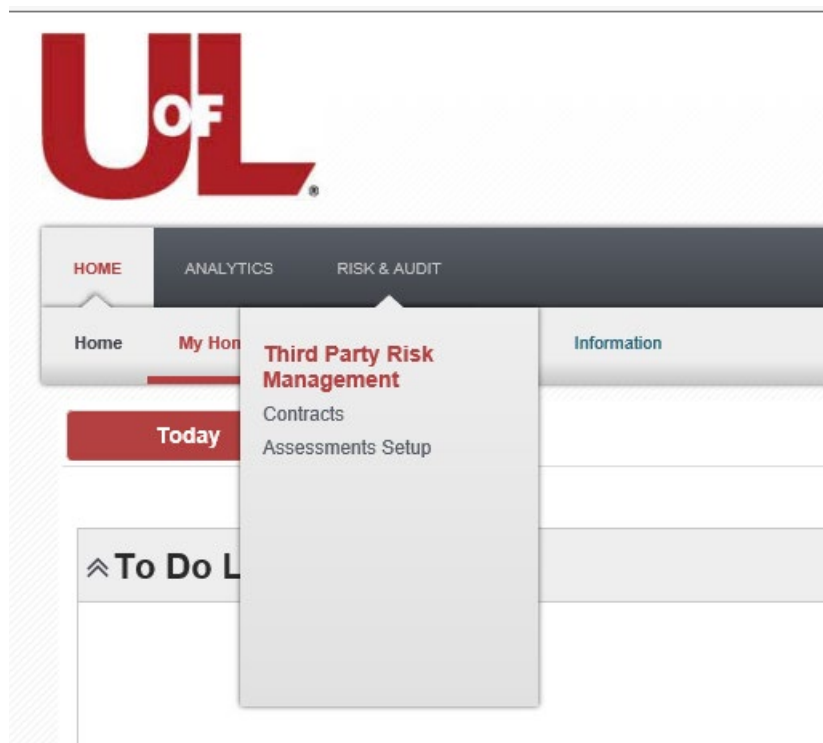 U OF L®
HOME ANALYTICS RISK & AUDIT
Home My Hom Information
Third Party Risk
Management
Contracts
Assessments Setup
Today
To Do L